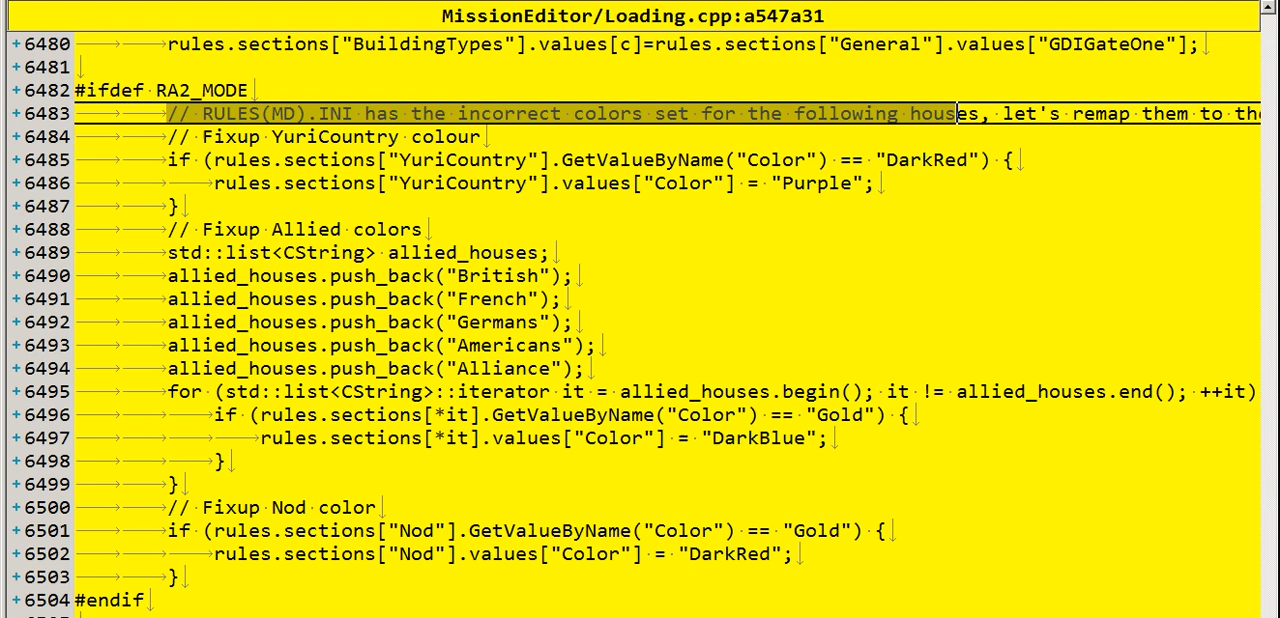 MissionEditor/Loading.cpp:a547a31
+6480 rules.sections["BuildingTypes"].values[c]=rules.sections["General"].values["GDIGateOne"];
+6481
+6482 #ifdef RA2_MODE
+6483 // RULES(MD).INI has the incorrect colors set for the following houses, let's remap them to
+6484 // Fixup YuriCountry colour
+6485 if (rules.sections["YuriCountry"].GetValueByName("Color") == "DarkRed") {
+6486 rules.sections["YuriCountry"].values["Color"] = "Purple";
+6487 }
+6488 // Fixup Allied colors
+6489 std::list<CString> allied_houses;
+6490 allied_houses.push_back("British");
+6491 allied_houses.push_back("French");
+6492 allied_houses.push_back("Germans");
+6493 allied_houses.push_back("Americans");
+6494 allied_houses.push_back("Alliance");
+6495 for (std::list<CString>::iterator it = allied_houses.begin(); it != allied_houses.end(); ++it)
+6496 if (rules.sections[*it].GetValueByName("Color") == "Gold") {
+6497 rules.sections[*it].values["Color"] = "DarkBlue";
+6498 }
+6499 }
+6500 // Fixup Nod color
+6501 if (rules.sections["Nod"].GetValueByName("Color") == "Gold") {
+6502 rules.sections["Nod"].values["Color"] = "DarkRed";
+6503 }
+6504 #endif